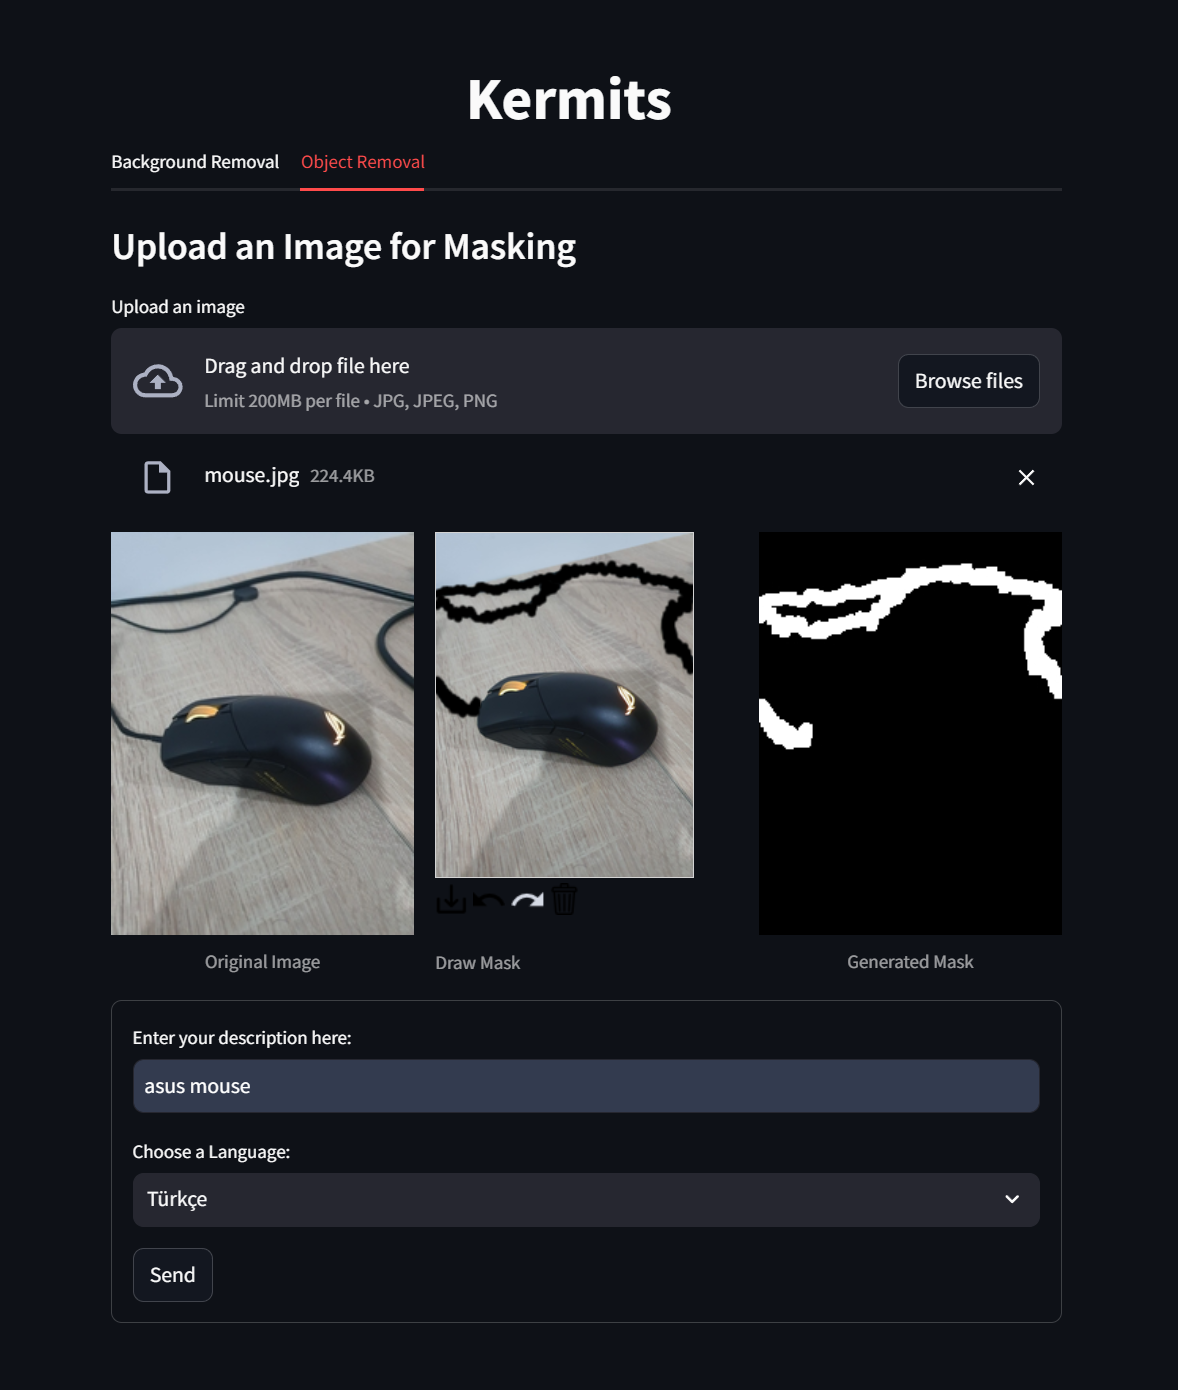 Kermits
Background Removal Object Removal
Upload an Image for Masking
Upload an image
Drag and drop file here
Limit 200MB per file • JPG, JPEG, PNG
Browse files
mouse.jpg 224.4KB
Original Image
Draw Mask
Generated Mask
Enter your description here:
asus mouse
Choose a Language:
Türkçe
Send